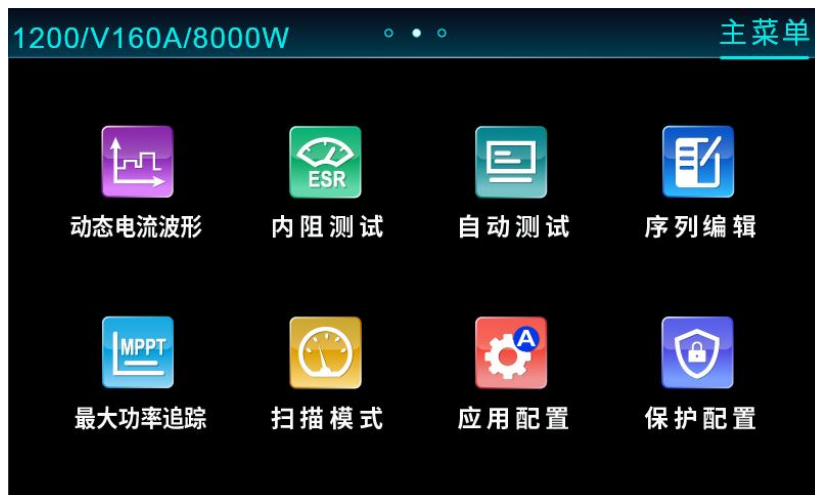 1200/V160A/8000W
主菜单
动态电流波形
ESR
内阻测试
自动测试
序列编辑
MPPT
最大功率追踪
扫描模式
A
应用配置
保护配置